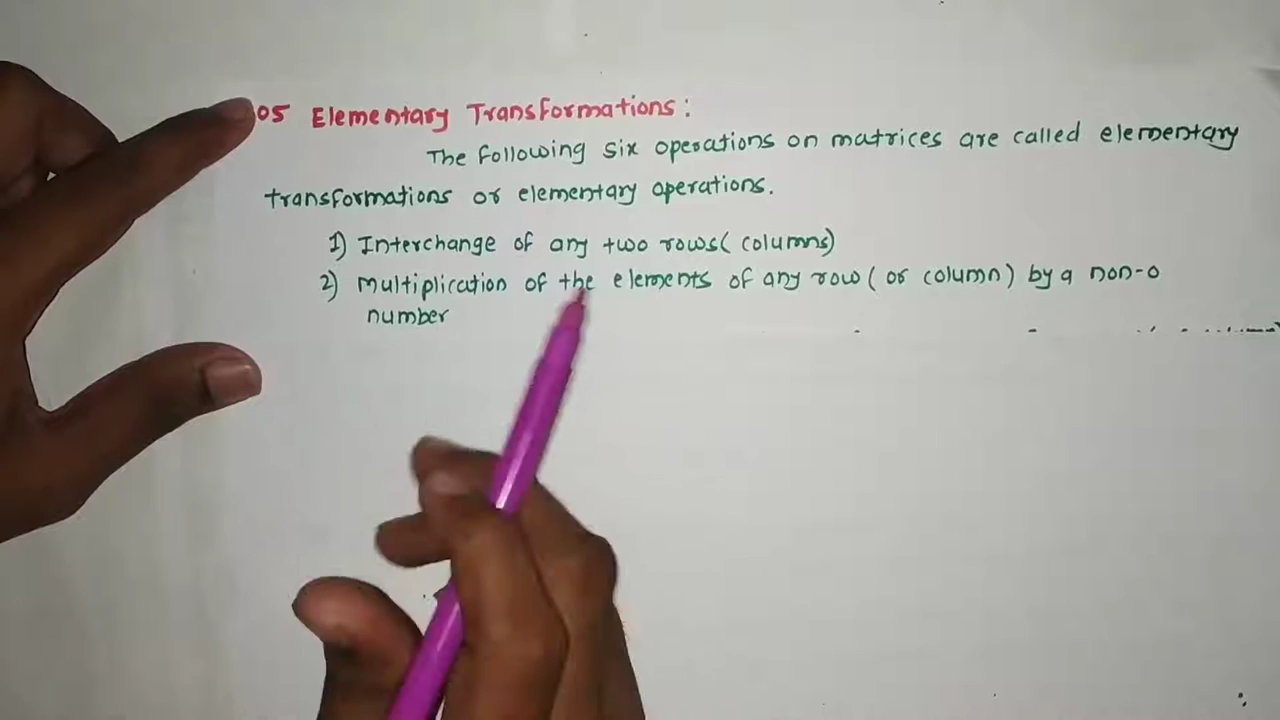 05 Elementary Transformations:
The following six operations on matrices are called elementary
transformations or elementary operations.
1) Interchange of any two rows( columns)
2) Multiplication of the elements of any row ( or column) by a non-0
number